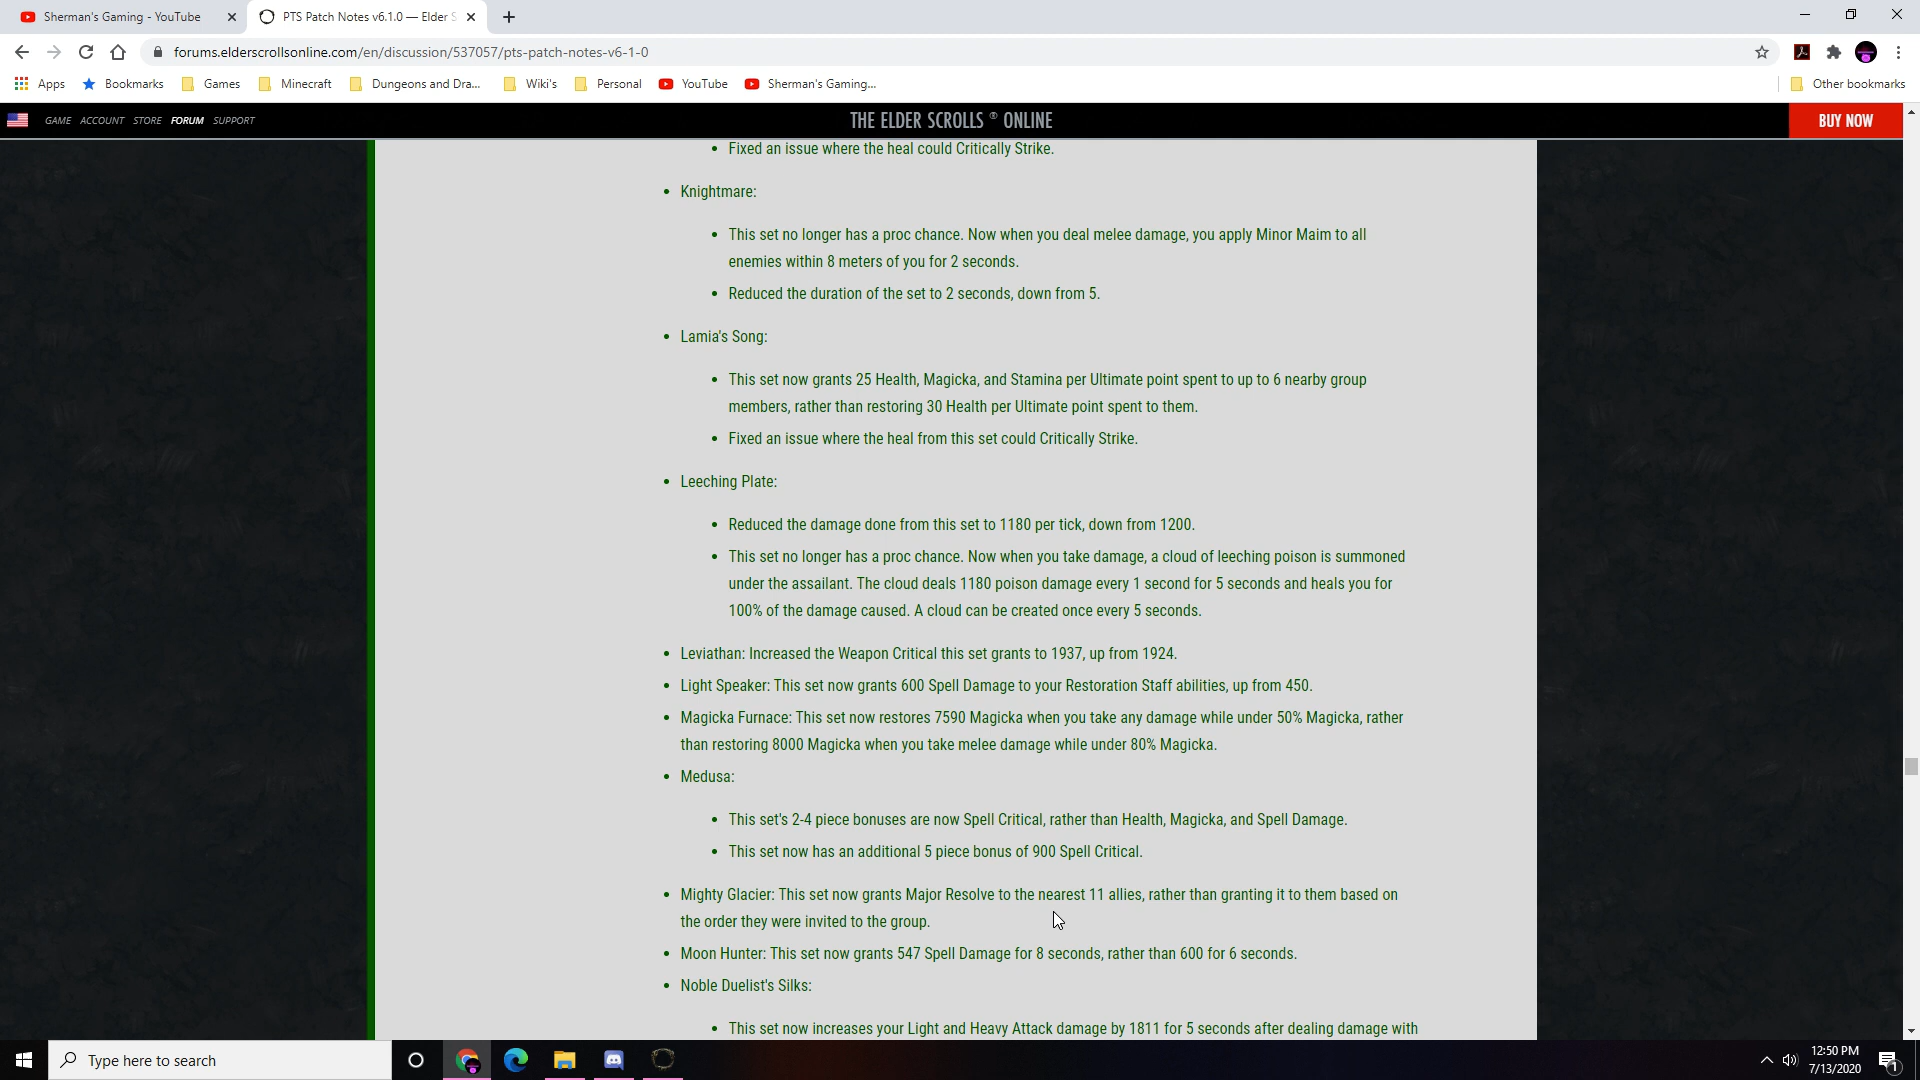 Sherman's Gaming - YouTube
PTS Patch Notes v6.1.0 — Elder S
forums.elderscrollsonline.com/en/discussion/537057/pts-patch-notes-v6-1-0
Apps Bookmarks Games Minecraft Dungeons and Dra... Wiki's Personal YouTube Sherman's Gaming... Other bookmarks
GAME ACCOUNT STORE FORUM SUPPORT THE ELDER SCROLLS ® ONLINE BUY NOW
• Fixed an issue where the heal could Critically Strike.
• Knightmare:
• This set no longer has a proc chance. Now when you deal melee damage, you apply Minor Maim to all
enemies within 8 meters of you for 2 seconds.
• Reduced the duration of the set to 2 seconds, down from 5.
• Lamia's Song:
• This set now grants 25 Health, Magicka, and Stamina per Ultimate point spent to up to 6 nearby group
members, rather than restoring 30 Health per Ultimate point spent to them.
• Fixed an issue where the heal from this set could Critically Strike.
• Leeching Plate:
• Reduced the damage done from this set to 1180 per tick, down from 1200.
• This set no longer has a proc chance. Now when you take damage, a cloud of leeching poison is summoned
under the assailant. The cloud deals 1180 poison damage every 1 second for 5 seconds and heals you for
100% of the damage caused. A cloud can be created once every 5 seconds.
• Leviathan: Increased the Weapon Critical this set grants to 1937, up from 1924.
• Light Speaker: This set now grants 600 Spell Damage to your Restoration Staff abilities, up from 450.
• Magicka Furnace: This set now restores 7590 Magicka when you take any damage while under 50% Magicka, rather
than restoring 8000 Magicka when you take melee damage while under 80% Magicka.
• Medusa:
• This set's 2-4 piece bonuses are now Spell Critical, rather than Health, Magicka, and Spell Damage.
• This set now has an additional 5 piece bonus of 900 Spell Critical.
• Mighty Glacier: This set now grants Major Resolve to the nearest 11 allies, rather than granting it to them based on
the order they were invited to the group.
• Moon Hunter: This set now grants 547 Spell Damage for 8 seconds, rather than 600 for 6 seconds.
• Noble Duelist's Silks:
• This set now increases your Light and Heavy Attack damage by 1811 for 5 seconds after dealing damage with
Type here to search
12:50 PM
7/13/2020
1